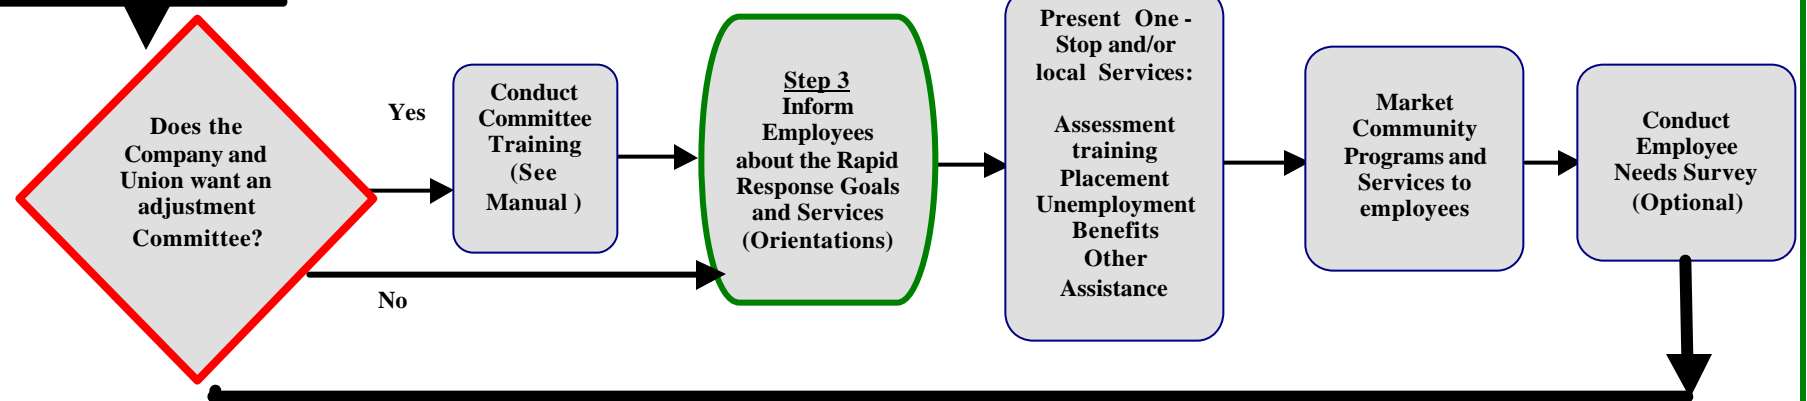 Does the
Company and
Union want an
adjustment
Committee?
Yes
No
Conduct
Committee
Training
(See
Manual )
Step 3
Inform
Employees
about the Rapid
Response Goals
and Services
(Orientations)
Present One -
Stop and/or
local Services:
Assessment
training
Placement
Unemployment
Benefits
Other
Assistance
Market
Community
Programs and
Services to
employees
Conduct
Employee
Needs Survey
(Optional)